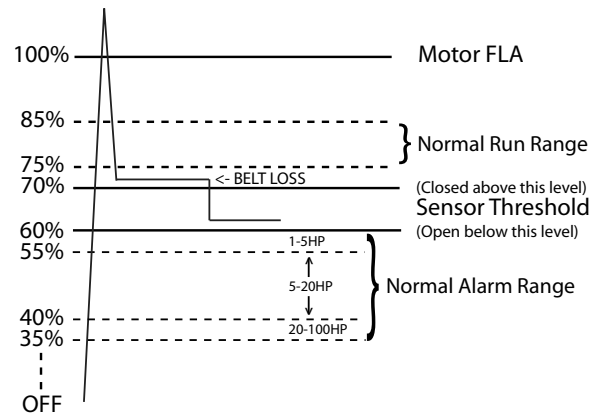 100% Motor FLA
85%
Normal Run Range
75%
<- BELT LOSS
70% (Closed above this level)
Sensor Threshold
60% (Open below this level)
1-5HP
55%
5-20HP Normal Alarm Range
40%
20-100HP
35%
OFF